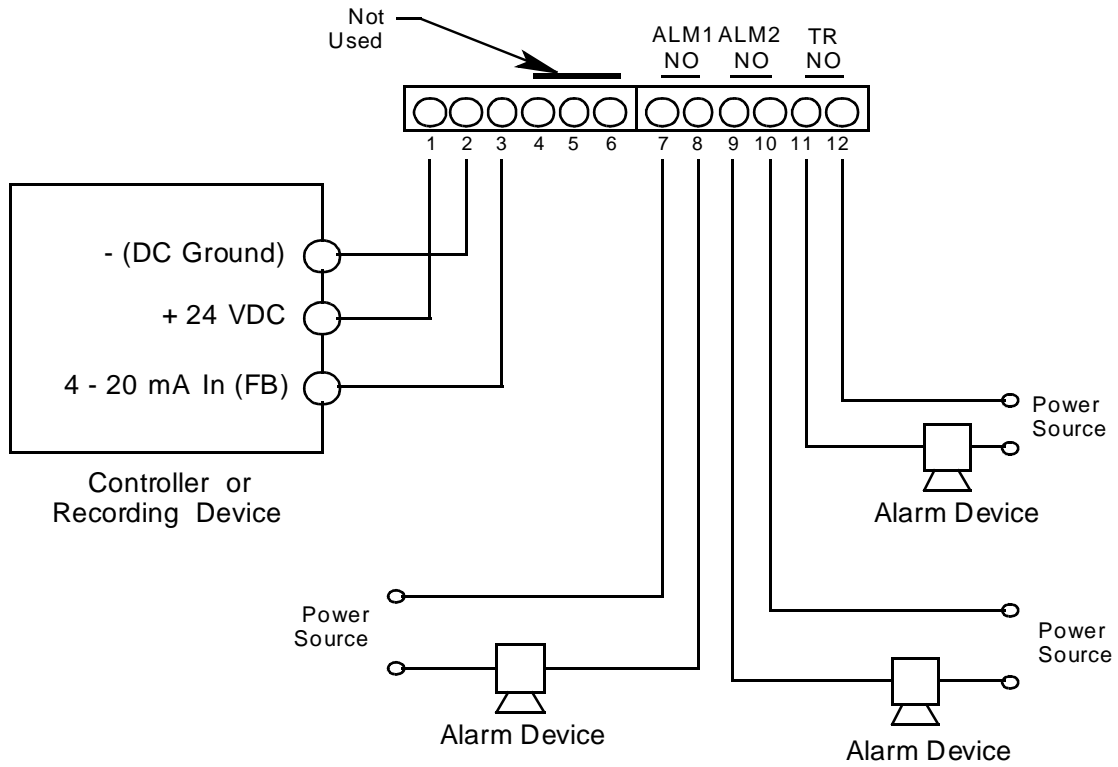 Not
Used
ALM1 ALM2 TR
NO NO NO
1 2 3 4 5 6 7 8 9 10 11 12
- (DC Ground)
+ 24 VDC
4 - 20 mA In (FB)
Controller or
Recording Device
Power
Source
Alarm Device
Power
Source
Alarm Device
Power
Source
Alarm Device